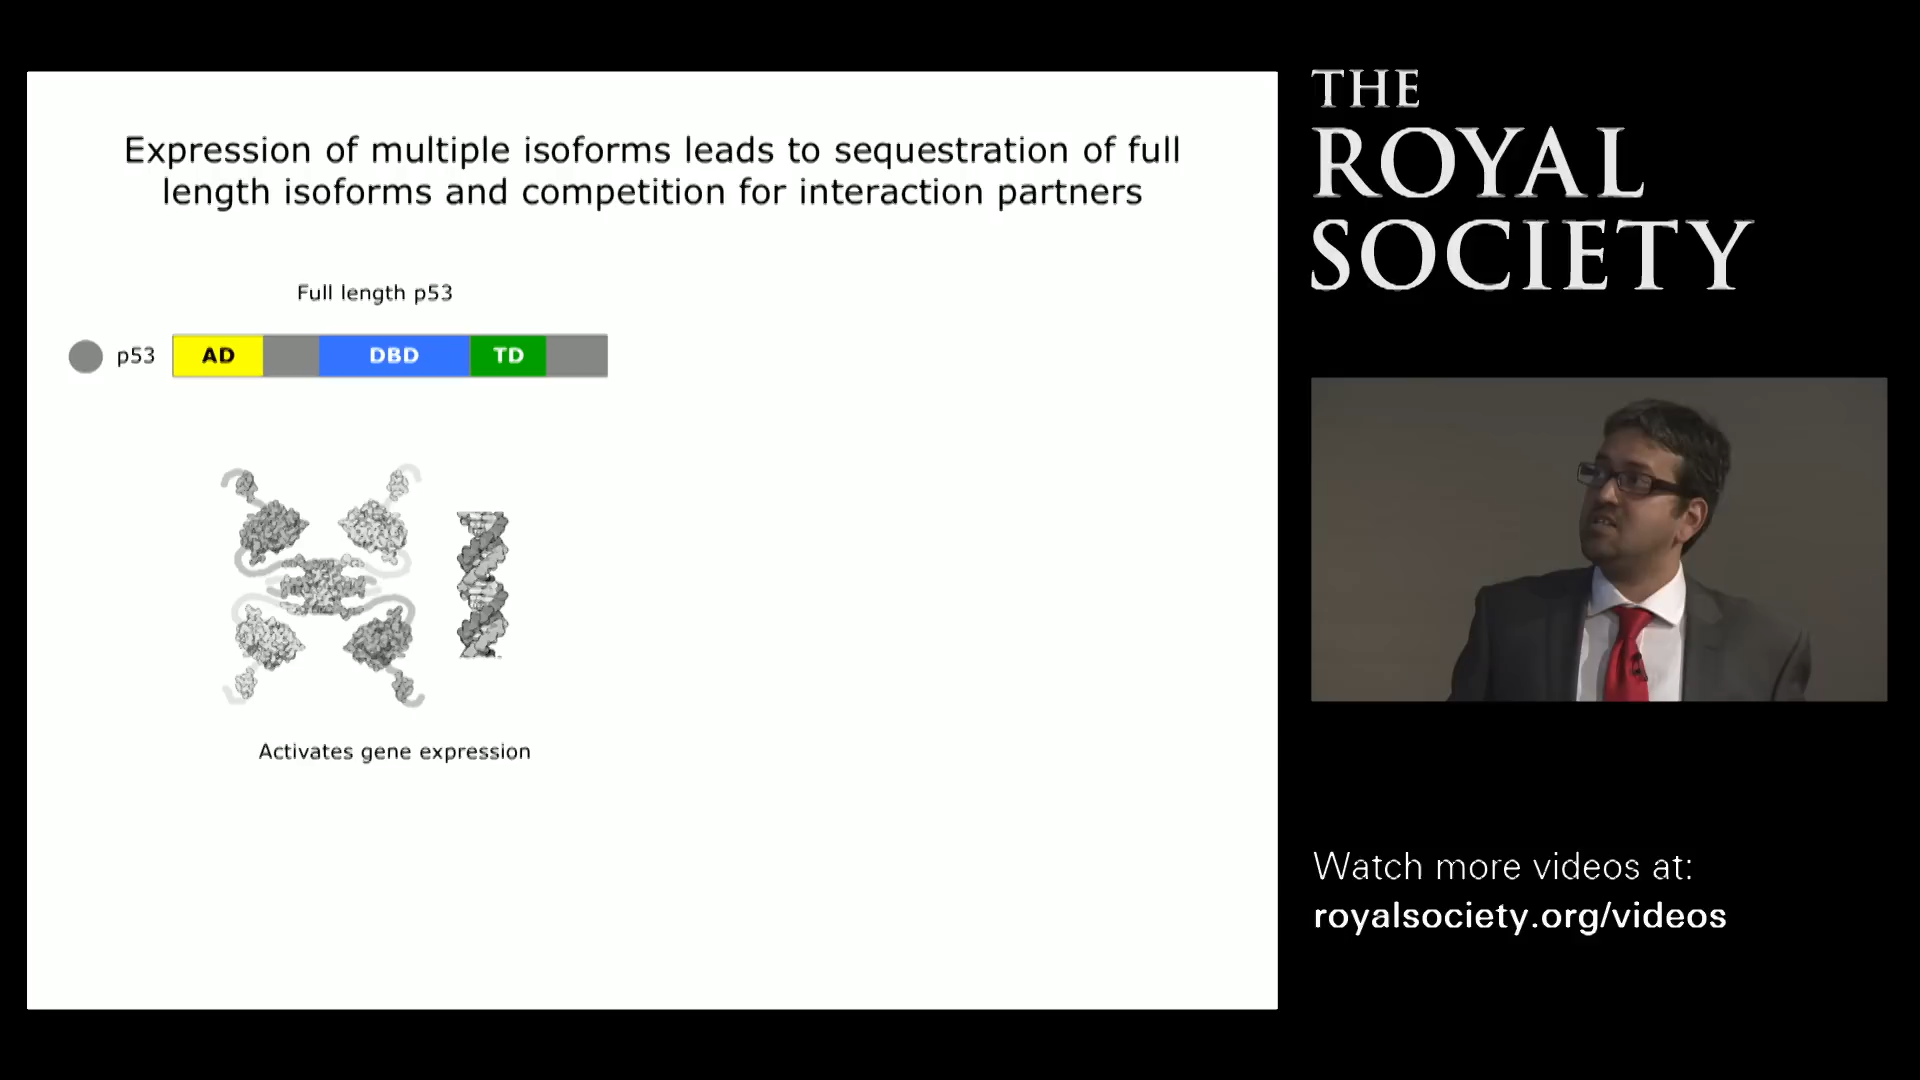 Expression of multiple isoforms leads to sequestration of full
length isoforms and competition for interaction partners
Full length p53
p53 AD DBD TD
Activates gene expression
THE
ROYAL
SOCIETY
Watch more videos at:
royalsociety.org/videos